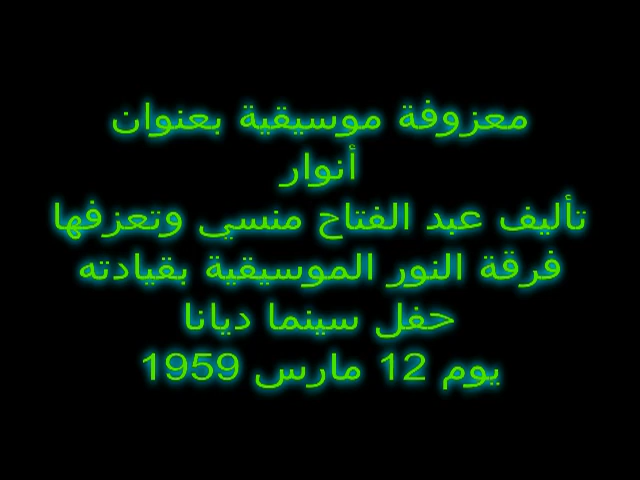 معزوفة موسيقية بعنوان
أنوار
تأليف عبد الفتاح منسي وتعزفها
فرقة النور الموسيقية بقيادته
حفل سينما ديانا
يوم 12 مارس 1959